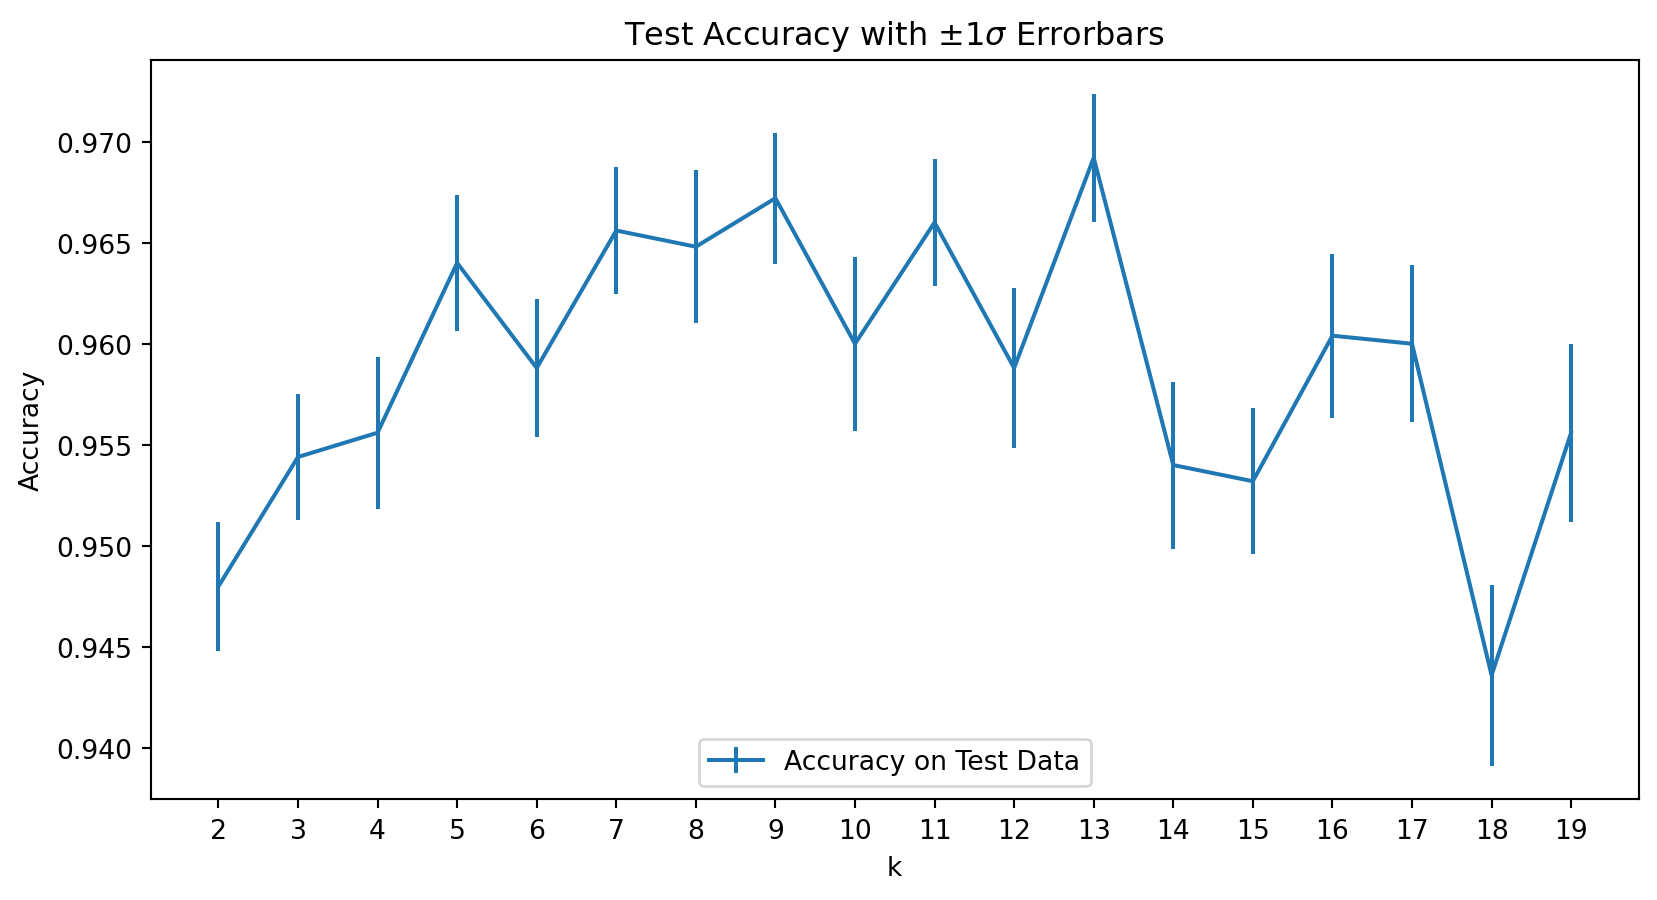 Test Accuracy with ±1σ Errorbars
0.970
0.965
0.960
0.955
0.950
0.945
0.940
Accuracy
Accuracy on Test Data
2 3 4 5 6 7 8 9 10 11 12 13 14 15 16 17 18 19
k